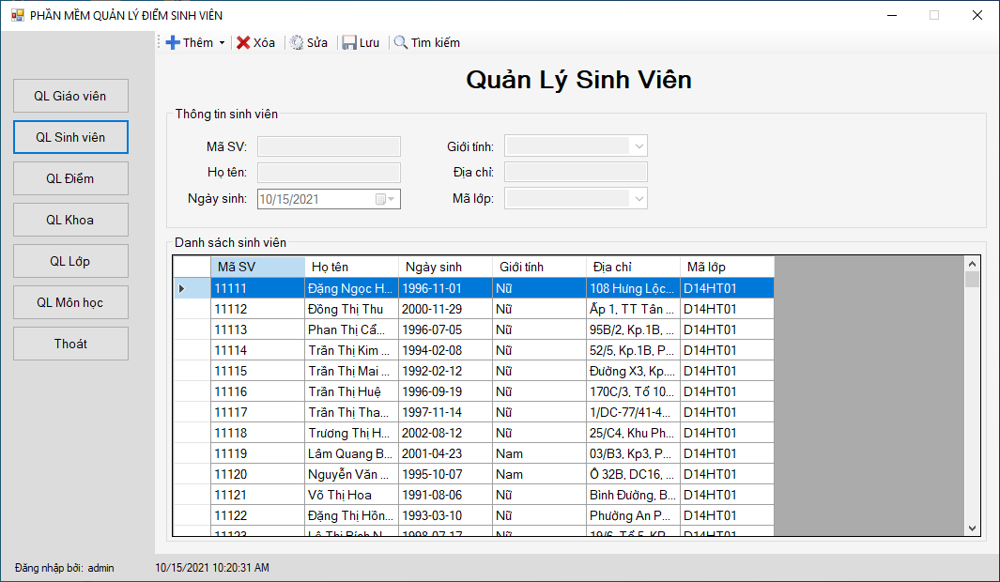 PHẦN MỀM QUẢN LÝ ĐIỂM SINH VIÊN
Thêm Xóa Sửa Lưu Tìm kiếm
QL Giáo viên
QL Sinh viên
QL Điểm
QL Khoa
QL Lớp
QL Môn học
Thoát
Quản Lý Sinh Viên
Thông tin sinh viên
Mã SV: Giới tính:
Họ tên: Địa chỉ:
Ngày sinh: 10/15/2021 Mã lớp:
Danh sách sinh viên
Mã SV Họ tên Ngày sinh Giới tính Địa chỉ Mã lớp
11111 Đặng Ngọc H... 1996-11-01 Nữ 108 Hưng Lộc... D14HT01
11112 Đồng Thị Thu 2000-11-29 Nữ Ấp 1, TT Tân ... D14HT01
11113 Phan Thị Cẩ... 1996-07-05 Nữ 95B/2, Kp.1B, ... D14HT01
11114 Trần Thị Kim ... 1994-02-08 Nữ 52/5, Kp.1B, P... D14HT01
11115 Trần Thị Mai ... 1992-02-12 Nữ Đường X3, Kp.... D14HT01
11116 Trần Thị Huệ 1996-09-19 Nữ 170C/3, Tổ 10... D14HT01
11117 Trần Thị Tha... 1997-11-14 Nữ 1/DC-77/41-4... D14HT01
11118 Trương Thị H... 2002-08-12 Nữ 25/C4, Khu Ph... D14HT01
11119 Lâm Quang B... 2001-04-23 Nam 03/B3, Kp3, P... D14HT01
11120 Nguyễn Văn ... 1995-10-07 Nam Ô 32B, DC16, ... D14HT01
11121 Võ Thị Hoa 1991-08-06 Nữ Bình Đường, B... D14HT01
11122 Đặng Thị Hồn... 1993-03-10 Nữ Phường An P... D14HT01
11123 Lê Thị Bích N... 1998-07-17 Nữ 19/6, Tổ 5, KP... D14HT01
Đăng nhập bởi: admin 10/15/2021 10:20:31 AM